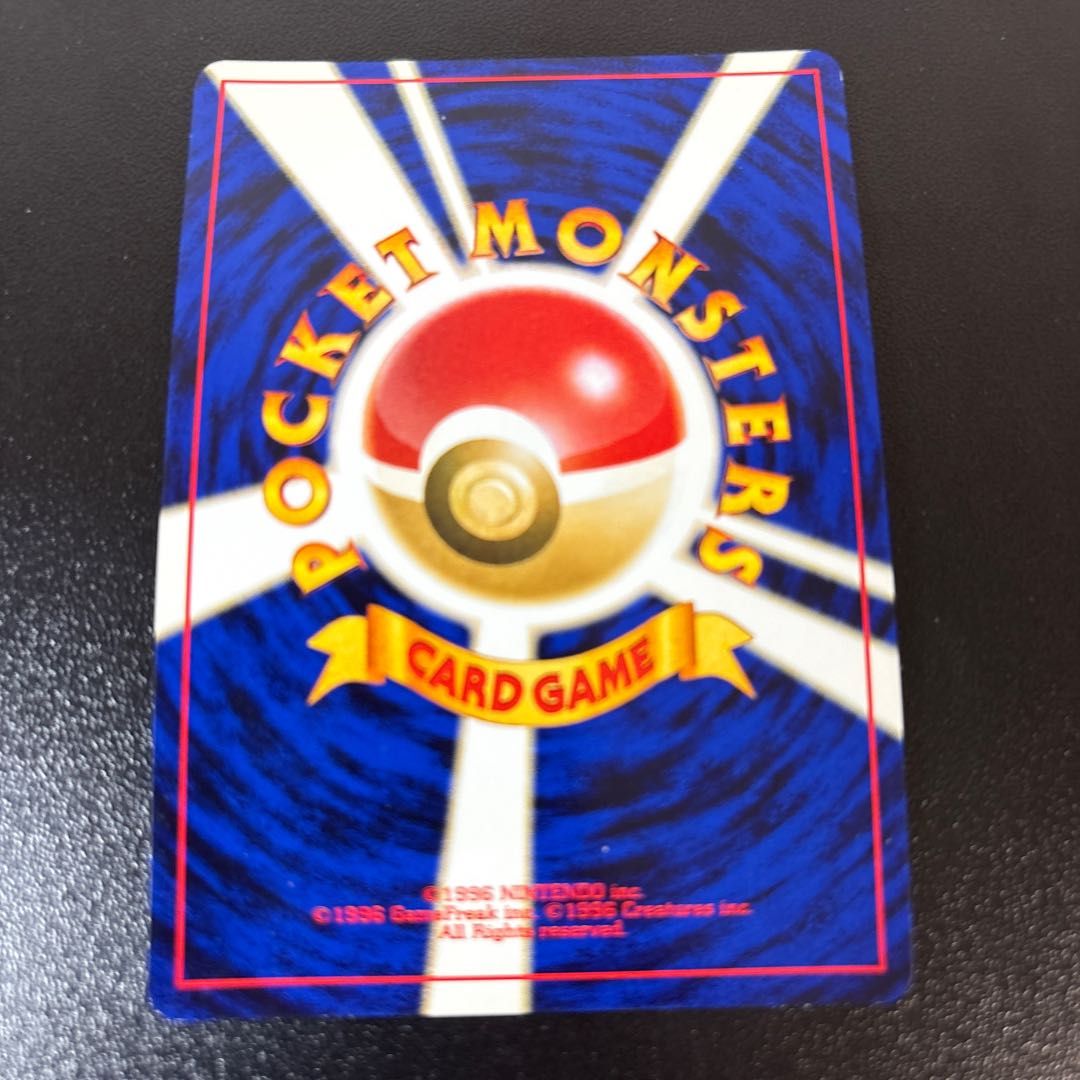 POCKET MONSTERS
CARD GAME
©1996 NINTENDO inc.
©1996 GameFreak inc. ©1996 Creatures inc.
All Rights reserved.